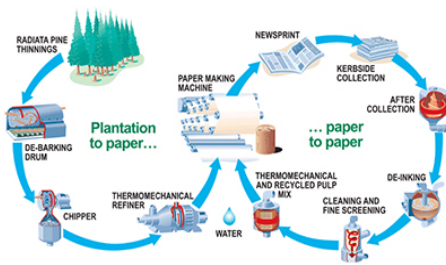 RADIATA PINE
THINNINGS
DE-BARKING
DRUM
CHIPPER
THERMOMECHANICAL
REFINER
Plantation
to paper...
WATER
PAPER MAKING
MACHINE
NEWSPRINT
KERBSIDE
COLLECTION
AFTER
COLLECTION
DE-INKING
CLEANING AND
FINE SCREENING
THERMOMECHANICAL
AND RECYCLED PULP
MIX
... paper
to paper